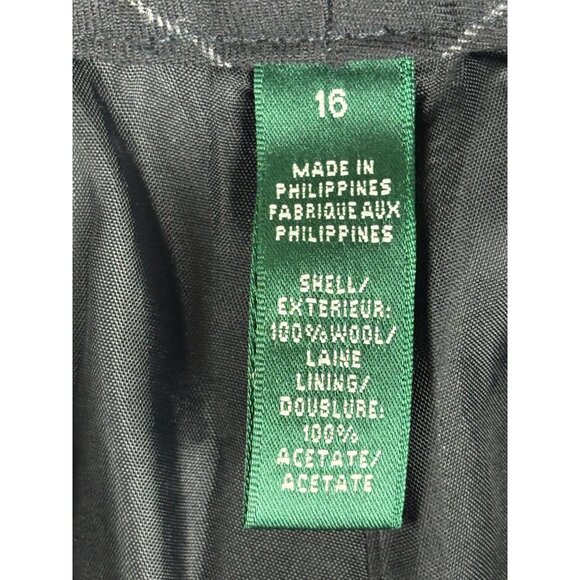 16
MADE IN
PHILIPPINES
FABRIQUE AUX
PHILIPPINES
SHELL/
EXTERIEUR:
100% WOOL/
LAINE
LINING/
DOUBLURE:
100%
ACETATE/
ACETATE